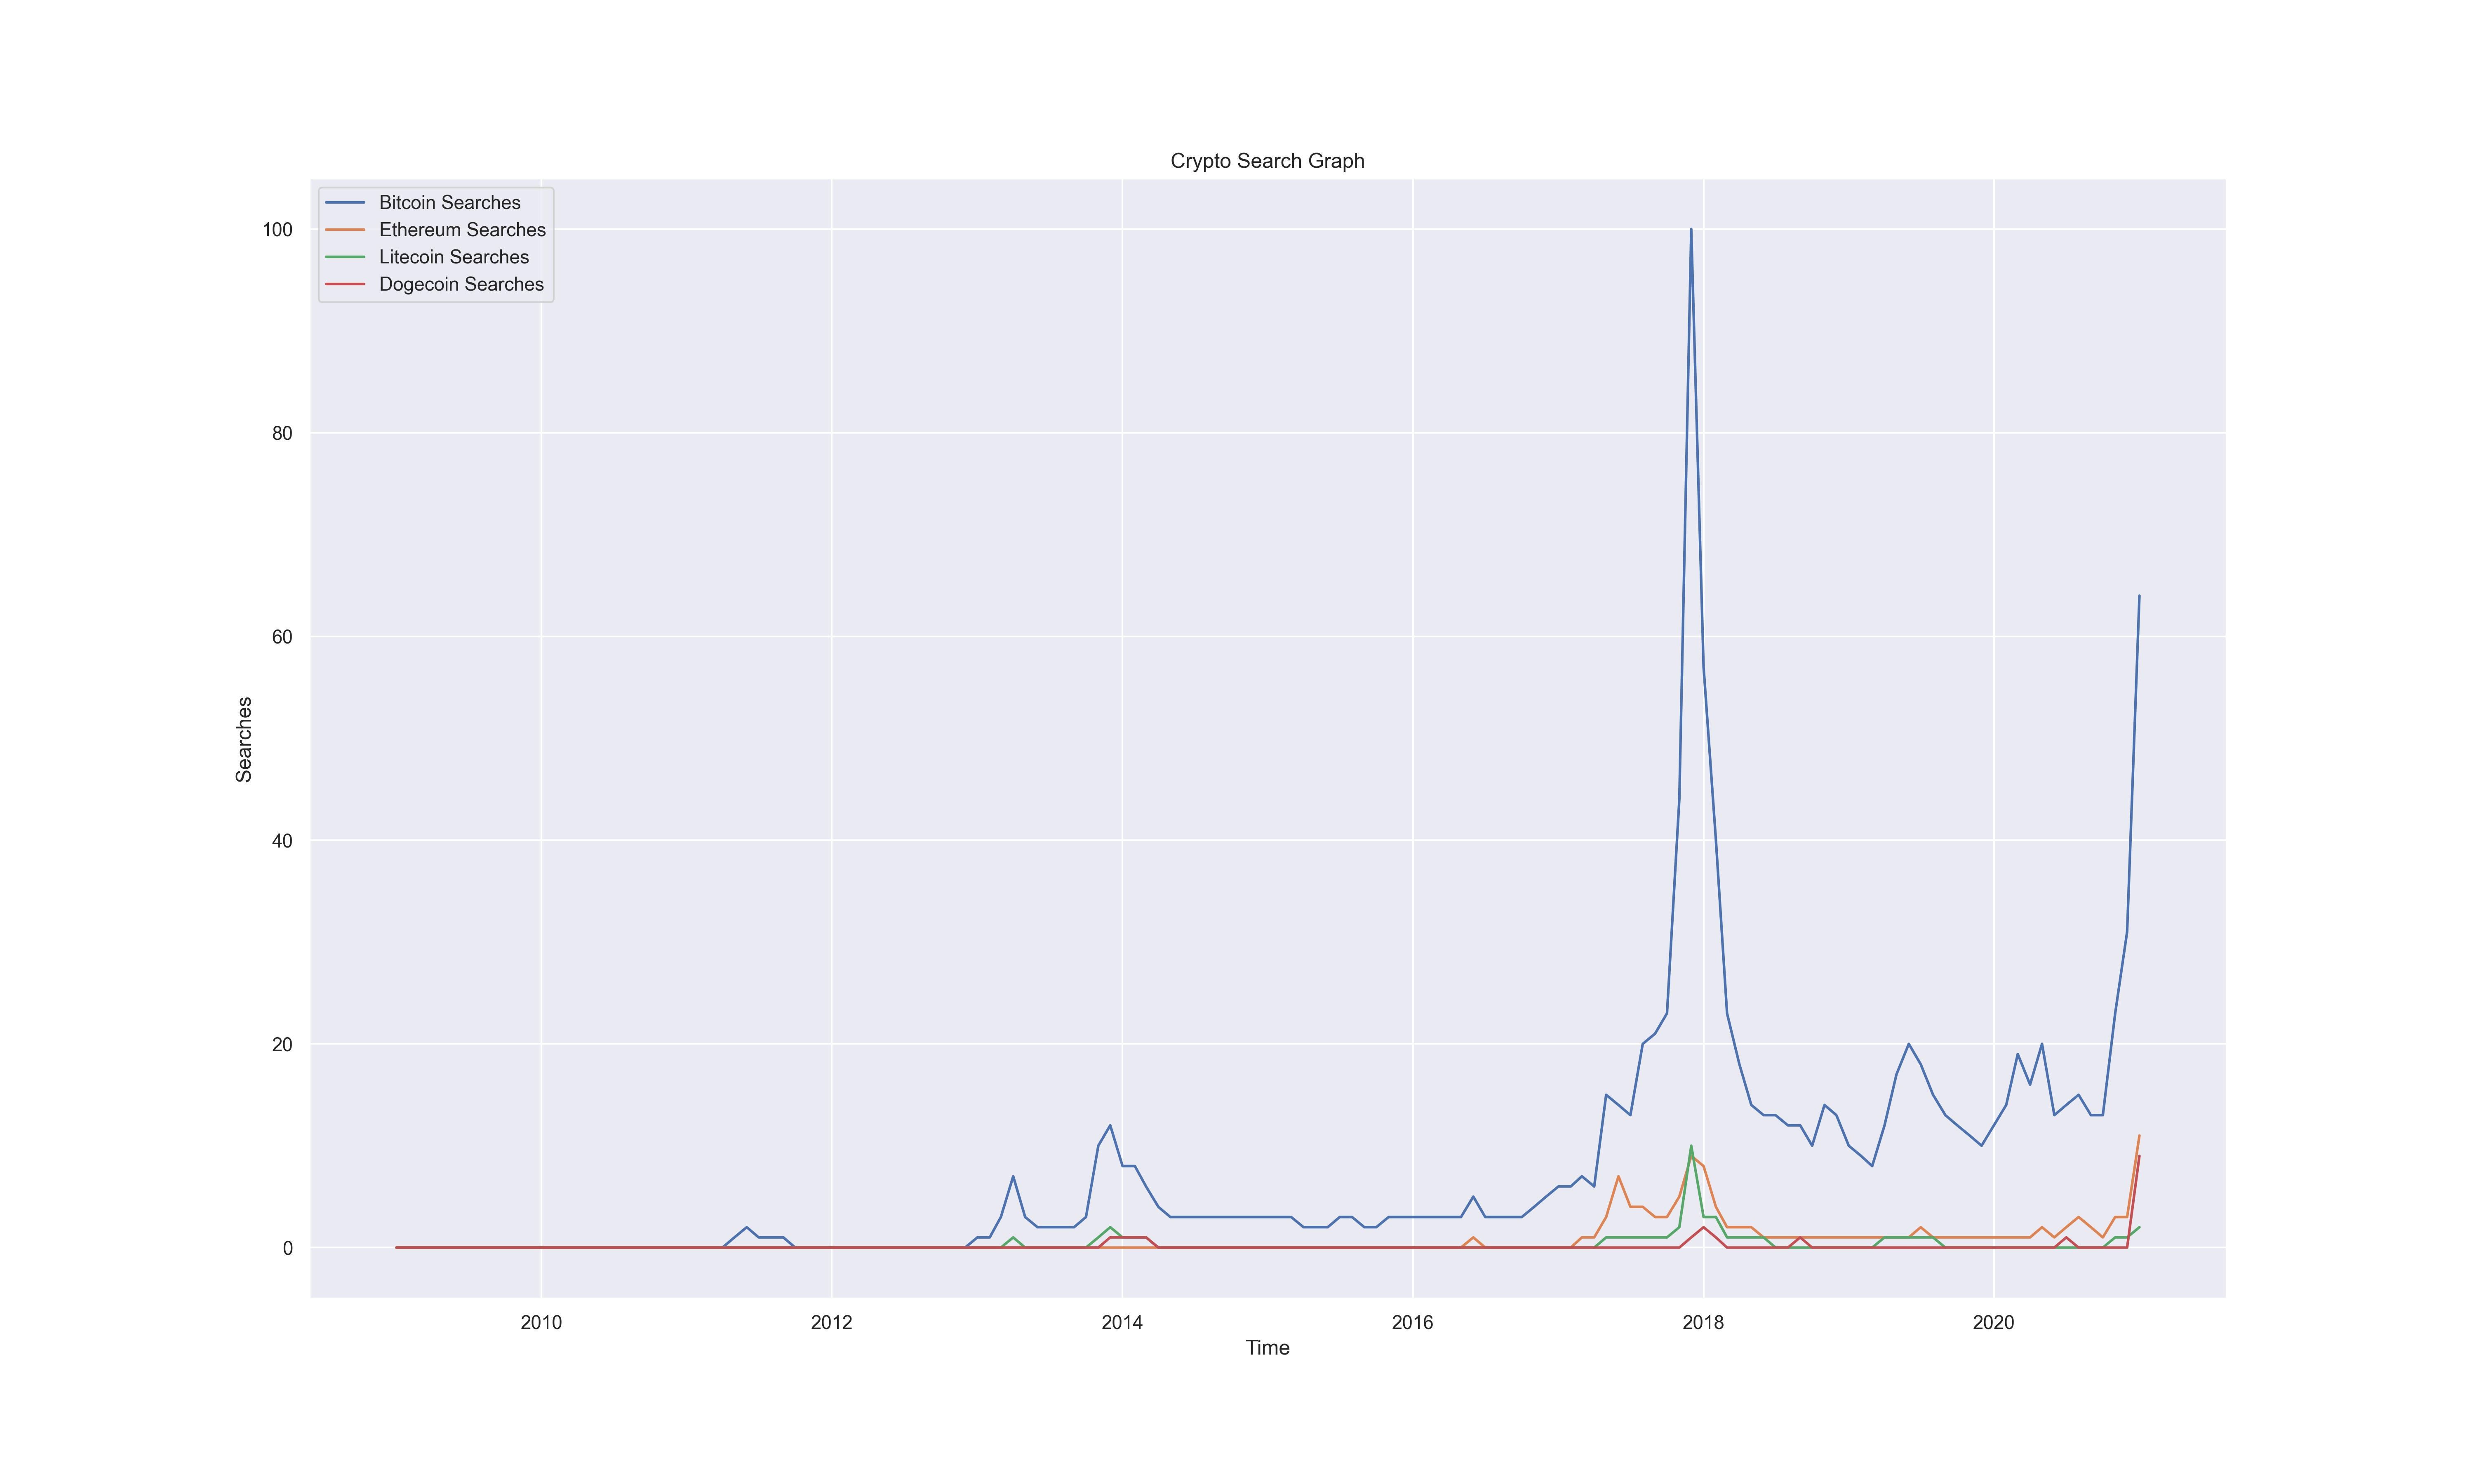 Crypto Search Graph
Bitcoin Searches
Ethereum Searches
Litecoin Searches
Dogecoin Searches
100
80
60
40
20
0
Searches
2010 2012 2014 2016 2018 2020
Time